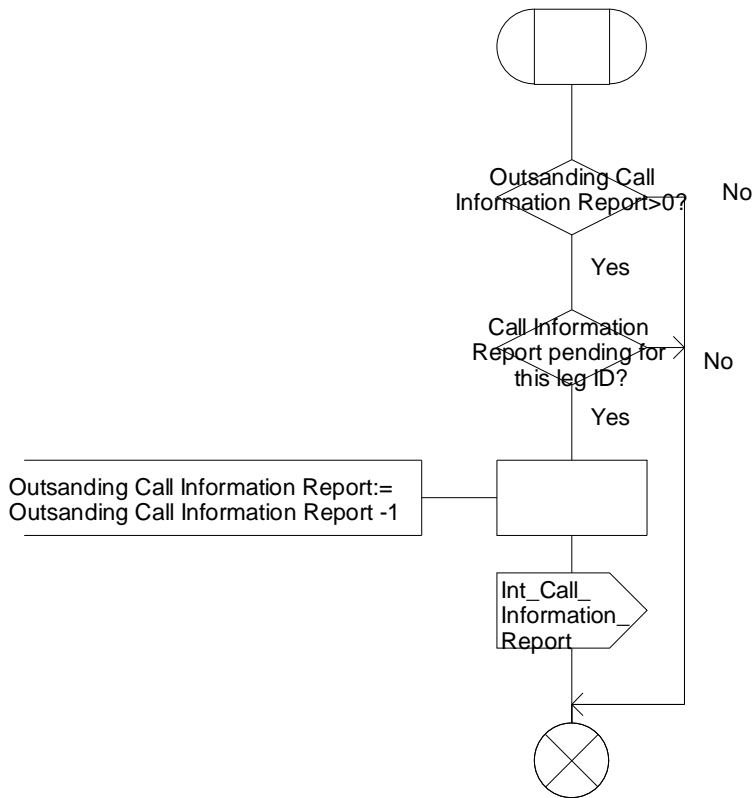 Outsanding Call
Information Report>0?
No
Yes
Call Information
Report pending for
this leg ID?
No
Yes
Outsanding Call Information Report:=
Outsanding Call Information Report -1
Int_Call_
Information_
Report